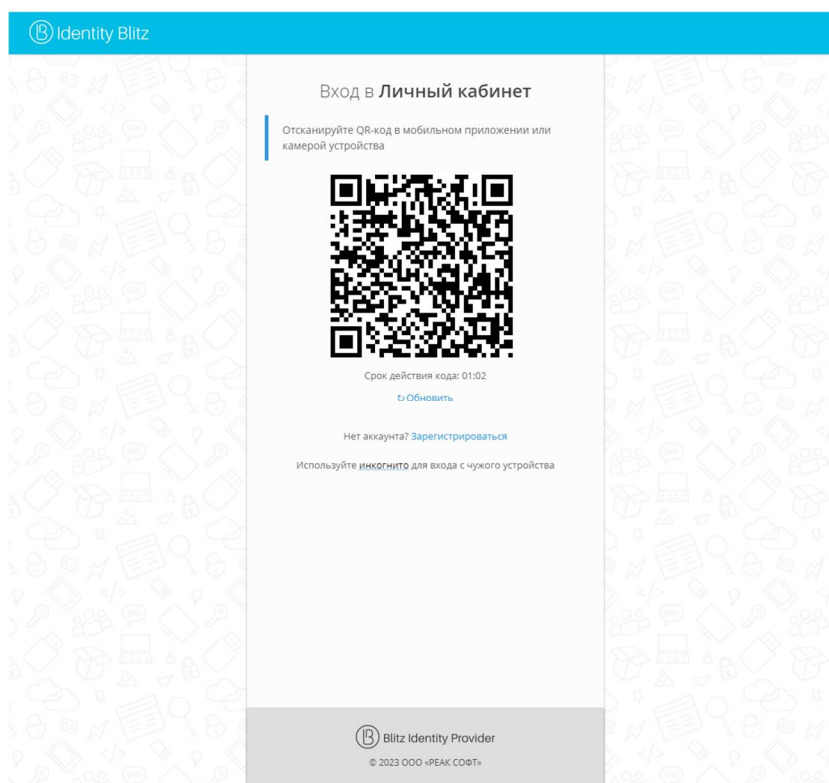 Identity Blitz
Вход в Личный кабинет
Отсканируйте QR-код в мобильном приложении или
камерой устройства
Срок действия кода: 01:02
↻ Обновить
Нет аккаунта? Зарегистрироваться
Используйте инкогнито для входа с чужого устройства
Blitz Identity Provider
© 2023 ООО «РЕАК СОФТ»